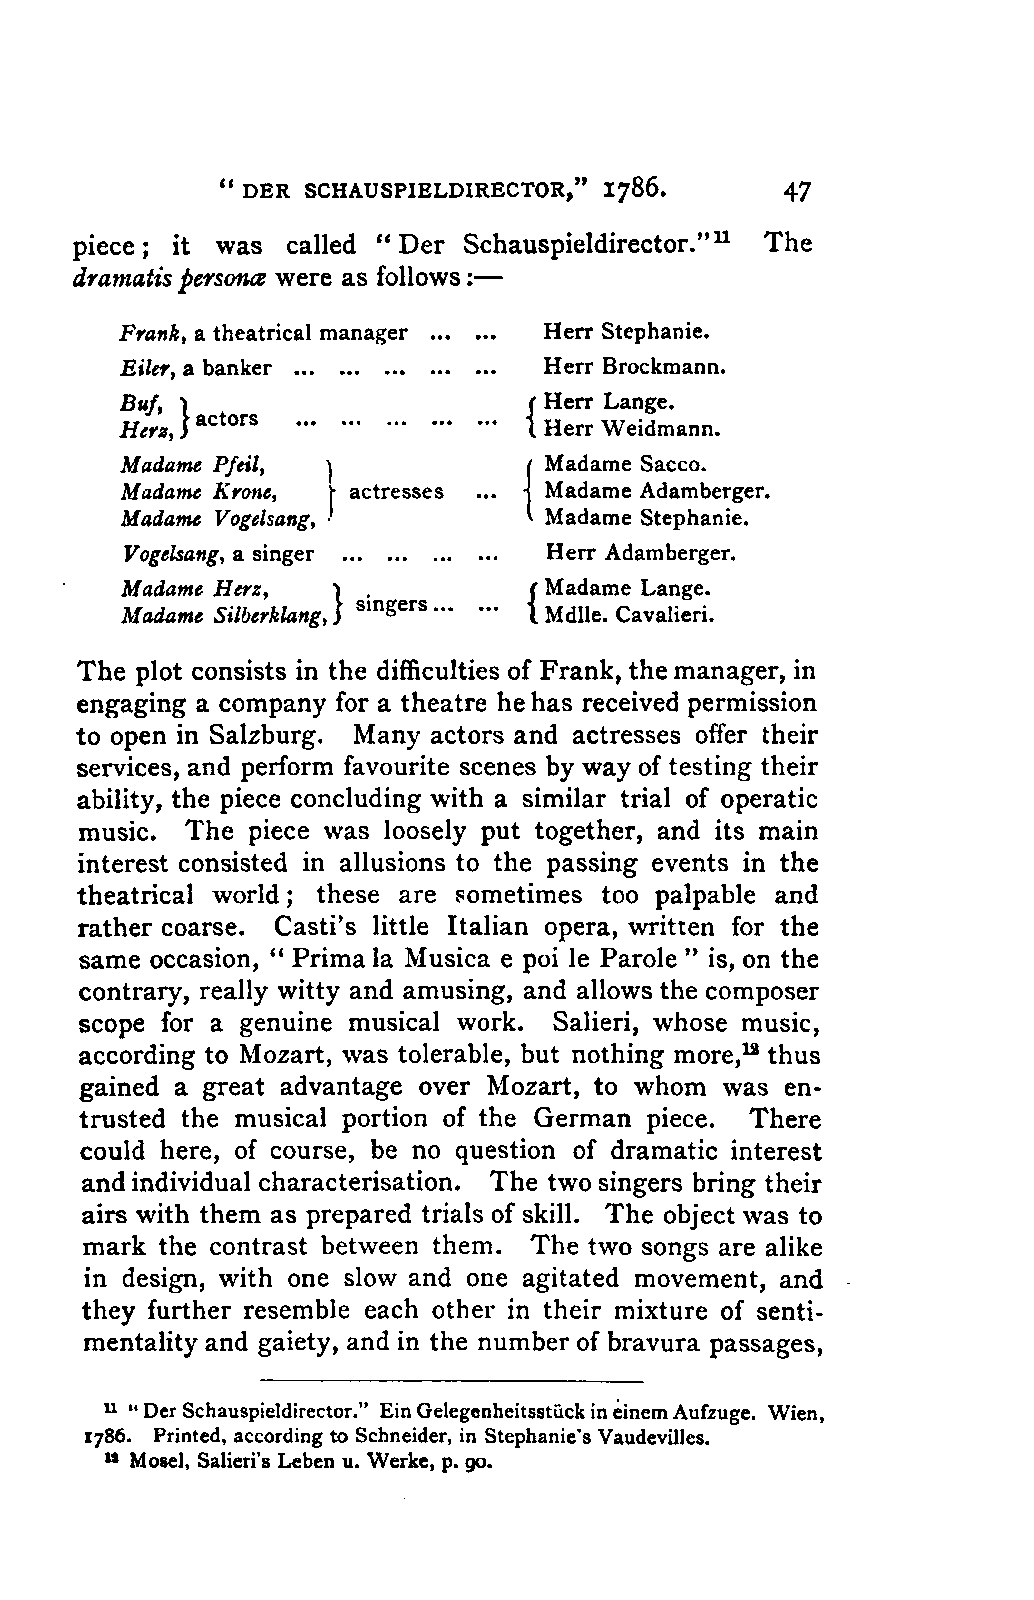 “ DER SCHAUSPIELDIRECTOR,” 1786. 47
piece ; it was called “ Der Schauspieldirector.”¹¹ The
dramatis personæ were as follows :—
Frank, a theatrical manager ... ... Herr Stephanie.
Eiler, a banker ... ... ... ... ... Herr Brockmann.
Buf, } actors ... ... ... ... ... { Herr Lange.
Herz, } { Herr Weidmann.
Madame Pfeil, } { Madame Sacco.
Madame Krone, } actresses ... { Madame Adamberger.
Madame Vogelsang, } { Madame Stephanie.
Vogelsang, a singer ... ... ... ... Herr Adamberger.
Madame Herz, } singers ... ... { Madame Lange.
Madame Silberklang, } { Mdlle. Cavalieri.
The plot consists in the difficulties of Frank, the manager, in
engaging a company for a theatre he has received permission
to open in Salzburg. Many actors and actresses offer their
services, and perform favourite scenes by way of testing their
ability, the piece concluding with a similar trial of operatic
music. The piece was loosely put together, and its main
interest consisted in allusions to the passing events in the
theatrical world ; these are sometimes too palpable and
rather coarse. Casti’s little Italian opera, written for the
same occasion, “ Prima la Musica e poi le Parole ” is, on the
contrary, really witty and amusing, and allows the composer
scope for a genuine musical work. Salieri, whose music,
according to Mozart, was tolerable, but nothing more,¹² thus
gained a great advantage over Mozart, to whom was en-
trusted the musical portion of the German piece. There
could here, of course, be no question of dramatic interest
and individual characterisation. The two singers bring their
airs with them as prepared trials of skill. The object was to
mark the contrast between them. The two songs are alike
in design, with one slow and one agitated movement, and
they further resemble each other in their mixture of senti-
mentality and gaiety, and in the number of bravura passages,
¹¹ “ Der Schauspieldirector.” Ein Gelegenheitsstück in einem Aufzuge. Wien,
1786. Printed, according to Schneider, in Stephanie’s Vaudevilles.
¹² Mosel, Salieri’s Leben u. Werke, p. 90.